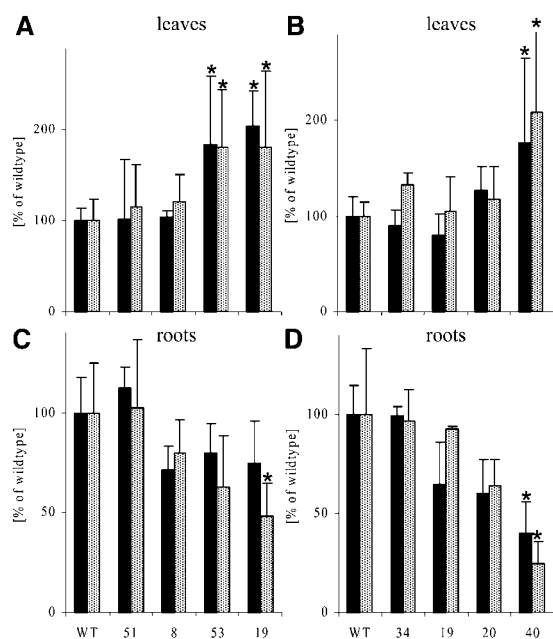 A leaves
B leaves
[% of wildtype]
200
100
0
* * * *
[% of wildtype]
200
100
0
* *
C roots
D roots
[% of wildtype]
100
50
0
*
[% of wildtype]
100
50
0
* *
WT 51 8 53 19
WT 34 19 20 40